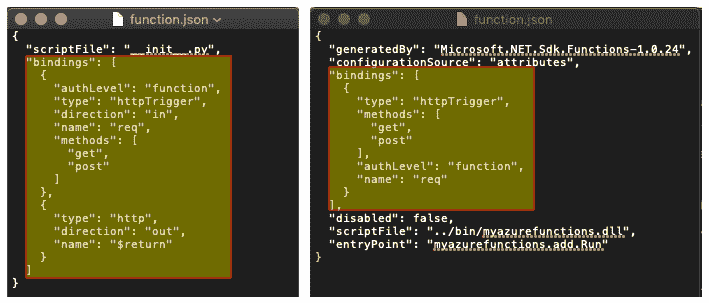 function.json
{
  "scriptFile": "__init__.py",
  "bindings": [
    {
      "authLevel": "function",
      "type": "httpTrigger",
      "direction": "in",
      "name": "req",
      "methods": [
        "get",
        "post"
      ]
    },
    {
      "type": "http",
      "direction": "out",
      "name": "$return"
    }
  ]
}
function.json
{
  "generatedBy": "Microsoft.NET.Sdk.Functions-1.0.24",
  "configurationSource": "attributes",
  "bindings": [
    {
      "type": "httpTrigger",
      "methods": [
        "get",
        "post"
      ],
      "authLevel": "function",
      "name": "req"
    }
  ],
  "disabled": false,
  "scriptFile": "../bin/myazurefunctions.dll",
  "entryPoint": "myazurefunctions.add.Run"
}